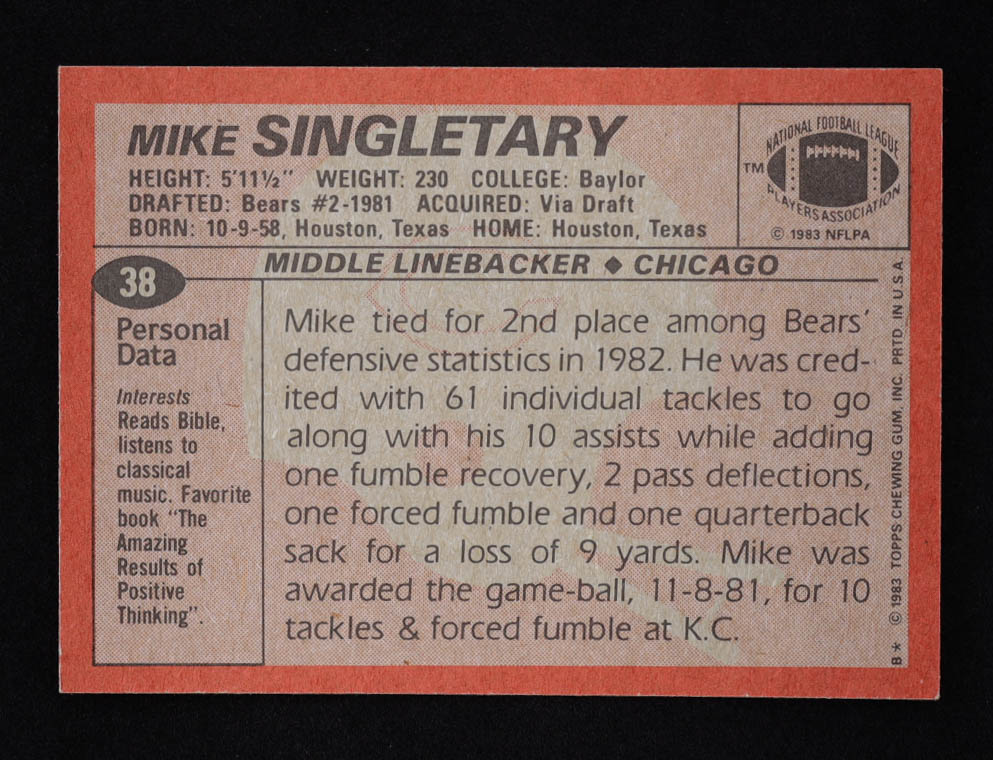 MIKE SINGLETARY
HEIGHT: 5'11½" WEIGHT: 230 COLLEGE: Baylor
DRAFTED: Bears #2-1981 ACQUIRED: Via Draft
BORN: 10-9-58, Houston, Texas HOME: Houston, Texas
NATIONAL FOOTBALL LEAGUE
TM
PLAYERS ASSOCIATION
© 1983 NFLPA
38
MIDDLE LINEBACKER ◆ CHICAGO
Personal
Data
Interests
Reads Bible,
listens to
classical
music. Favorite
book "The
Amazing
Results of
Positive
Thinking".
Mike tied for 2nd place among Bears'
defensive statistics in 1982. He was cred-
ited with 61 individual tackles to go
along with his 10 assists while adding
one fumble recovery, 2 pass deflections,
one forced fumble and one quarterback
sack for a loss of 9 yards. Mike was
awarded the game-ball, 11-8-81, for 10
tackles & forced fumble at K.C.
B* © 1983 TOPPS CHEWING GUM, INC. PRTD. IN U.S.A.